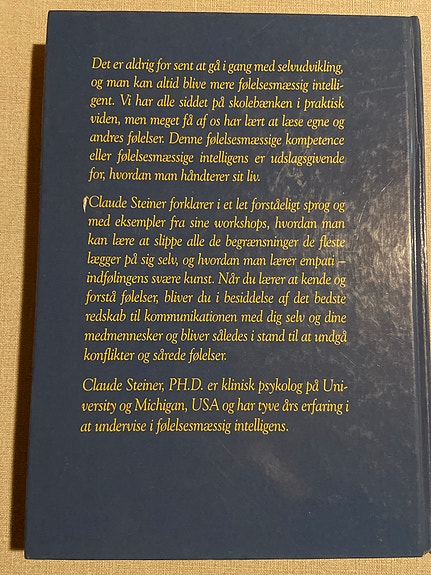 Det er aldrig for sent at gå i gang med selvudvikling,
og man kan altid blive mere følelsesmæssig intelli-
gent. Vi har alle siddet på skolebænken i praktisk
viden, men meget få af os har lært at læse egne og
andres følelser. Denne følelsesmæssige kompetence
eller følelsesmæssige intelligens er udslagsgivende
for, hvordan man håndterer sit liv.
Claude Steiner forklarer i et let forståeligt sprog og
med eksempler fra sine workshops, hvordan man
kan lære at slippe alle de begrænsninger de fleste
lægger på sig selv, og hvordan man lærer empati –
indfølingens svære kunst. Når du lærer at kende og
forstå følelser, bliver du i besiddelse af det bedste
redskab til kommunikationen med dig selv og dine
medmennesker og bliver således i stand til at undgå
konflikter og sårede følelser.
Claude Steiner, PH.D. er klinisk psykolog på Uni-
versity og Michigan, USA og har tyve års erfaring i
at undervise i følelsesmæssig intelligens.